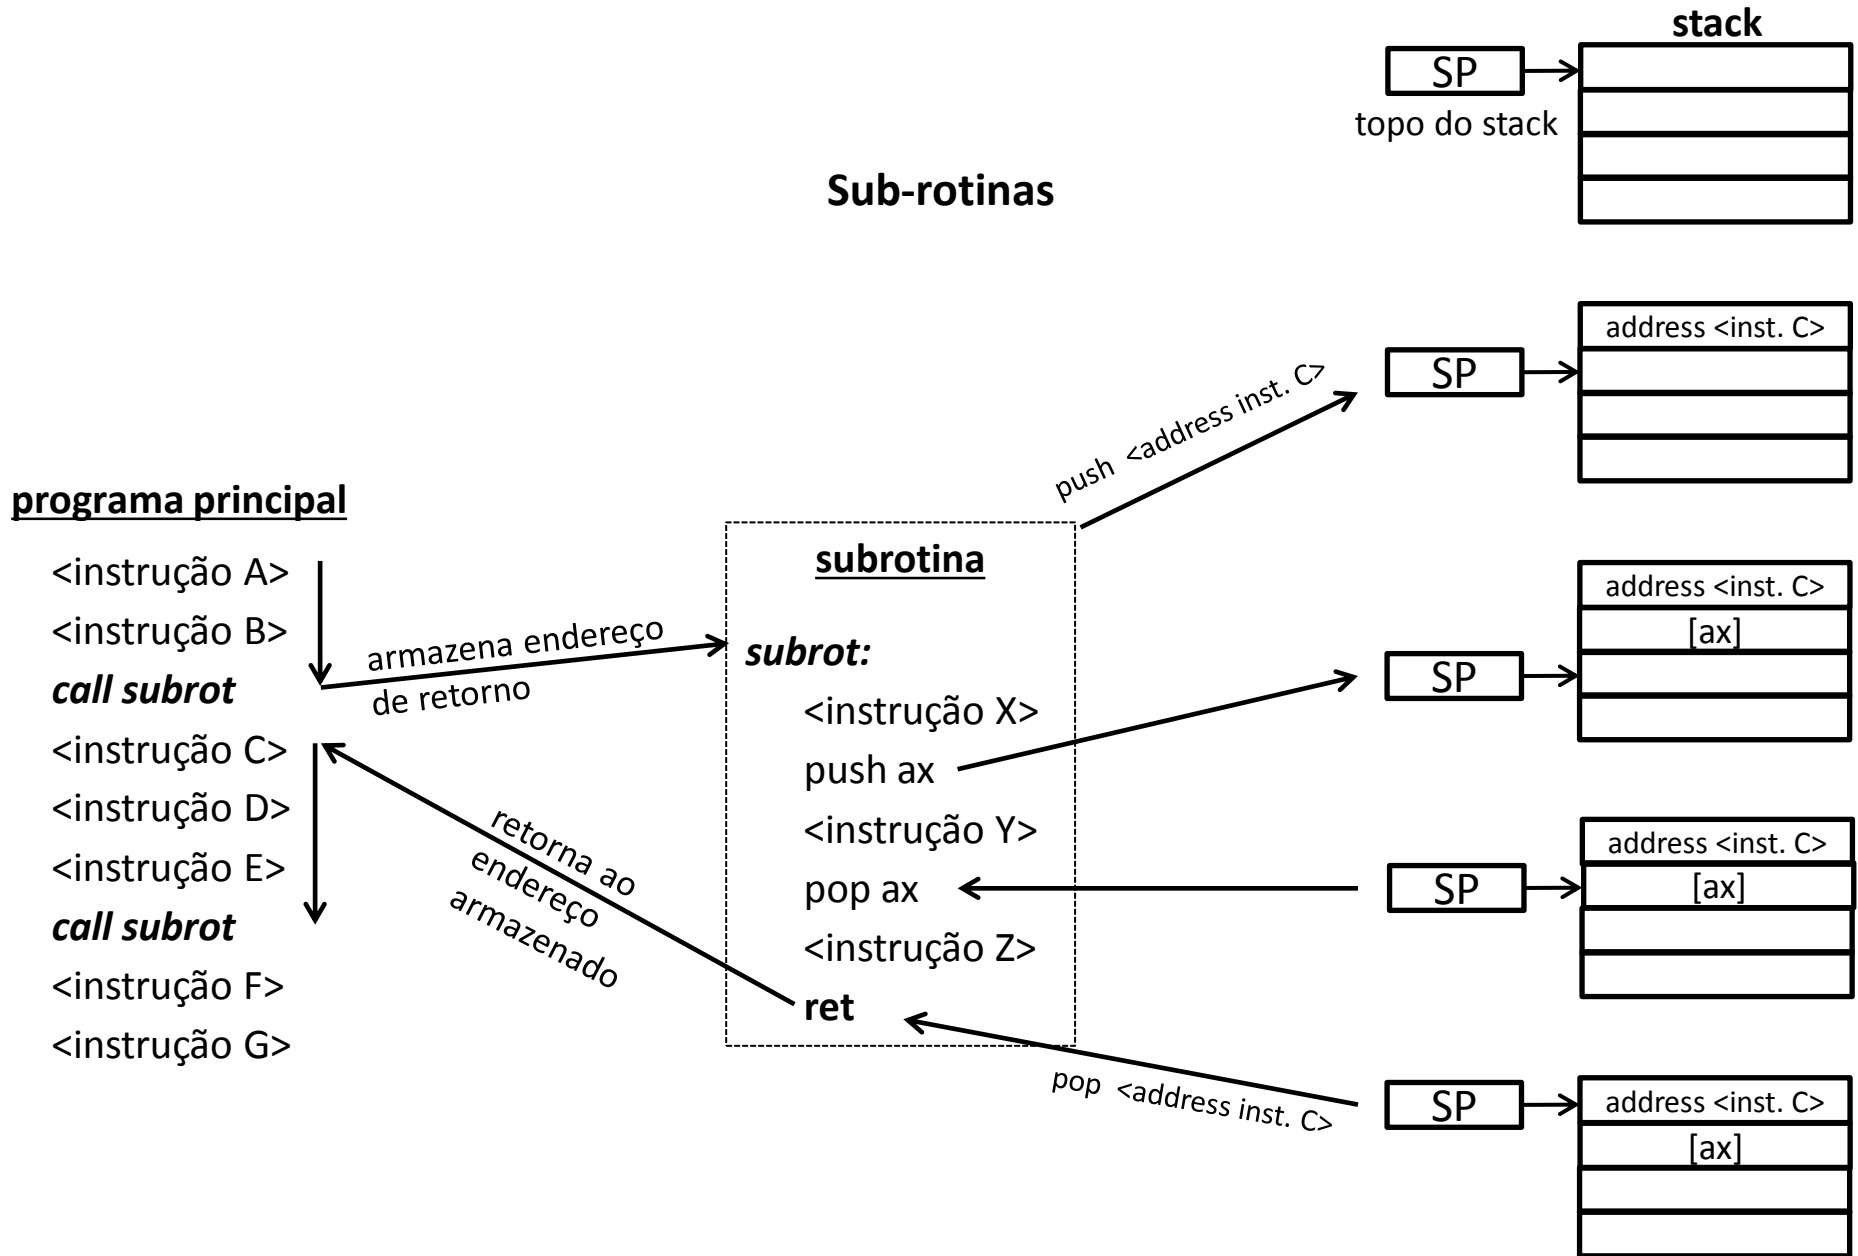 stack
SP
topo do stack
Sub-rotinas
address <inst. C>
SP
push <address inst. C>
programa principal
<instrução A>
<instrução B>
call subrot
<instrução C>
<instrução D>
<instrução E>
call subrot
<instrução F>
<instrução G>
armazena endereço
de retorno
retorna ao
endereço
armazenado
subrotina
subrot:
<instrução X>
push ax
<instrução Y>
pop ax
<instrução Z>
ret
address <inst. C>
[ax]
SP
address <inst. C>
SP
[ax]
pop <address inst. C>
SP
address <inst. C>
[ax]